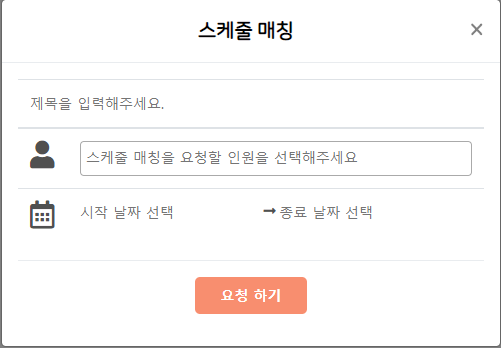 스케줄 매칭 ×
제목을 입력해주세요.
스케줄 매칭을 요청할 인원을 선택해주세요
시작 날짜 선택 → 종료 날짜 선택
요청 하기